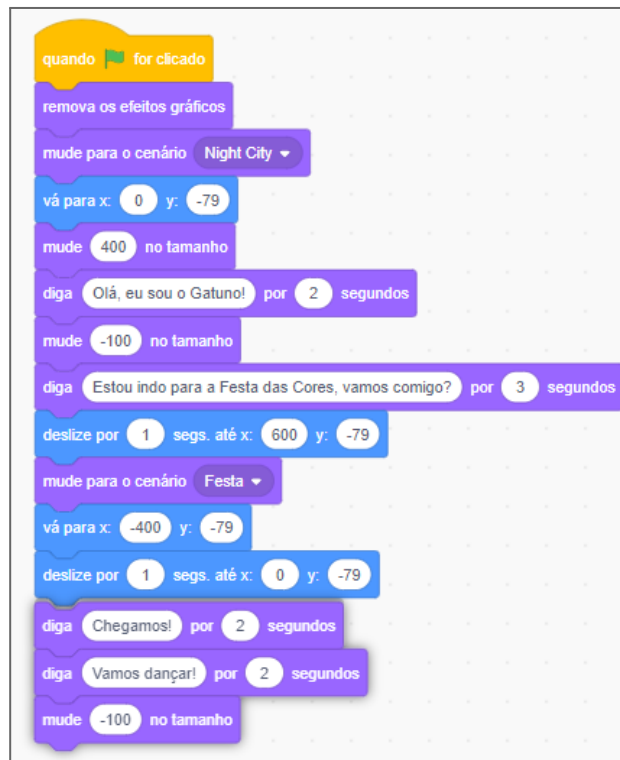 quando for clicado
remova os efeitos gráficos
mude para o cenário Night City
vá para x: 0 y: -79
mude 400 no tamanho
diga Olá, eu sou o Gatuno! por 2 segundos
mude -100 no tamanho
diga Estou indo para a Festa das Cores, vamos comigo? por 3 segundos
deslize por 1 segs. até x: 600 y: -79
mude para o cenário Festa
vá para x: -400 y: -79
deslize por 1 segs. até x: 0 y: -79
diga Chegamos! por 2 segundos
diga Vamos dançar! por 2 segundos
mude -100 no tamanho